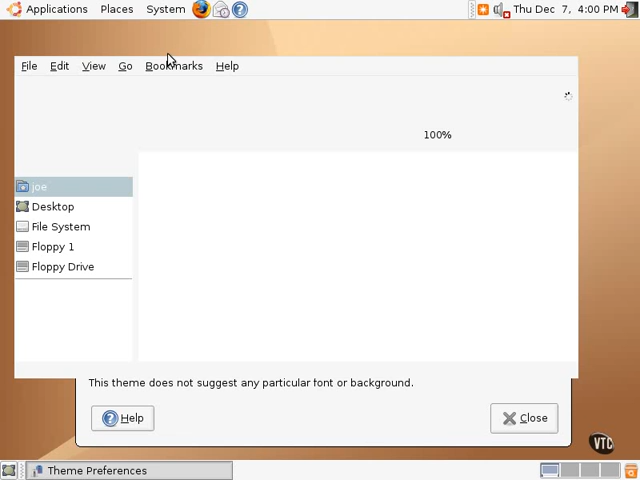 Applications Places System Thu Dec 7, 4:00 PM
File Edit View Go Bookmarks Help
100%
joe
Desktop
File System
Floppy 1
Floppy Drive
This theme does not suggest any particular font or background.
Help Close
VTC
Theme Preferences